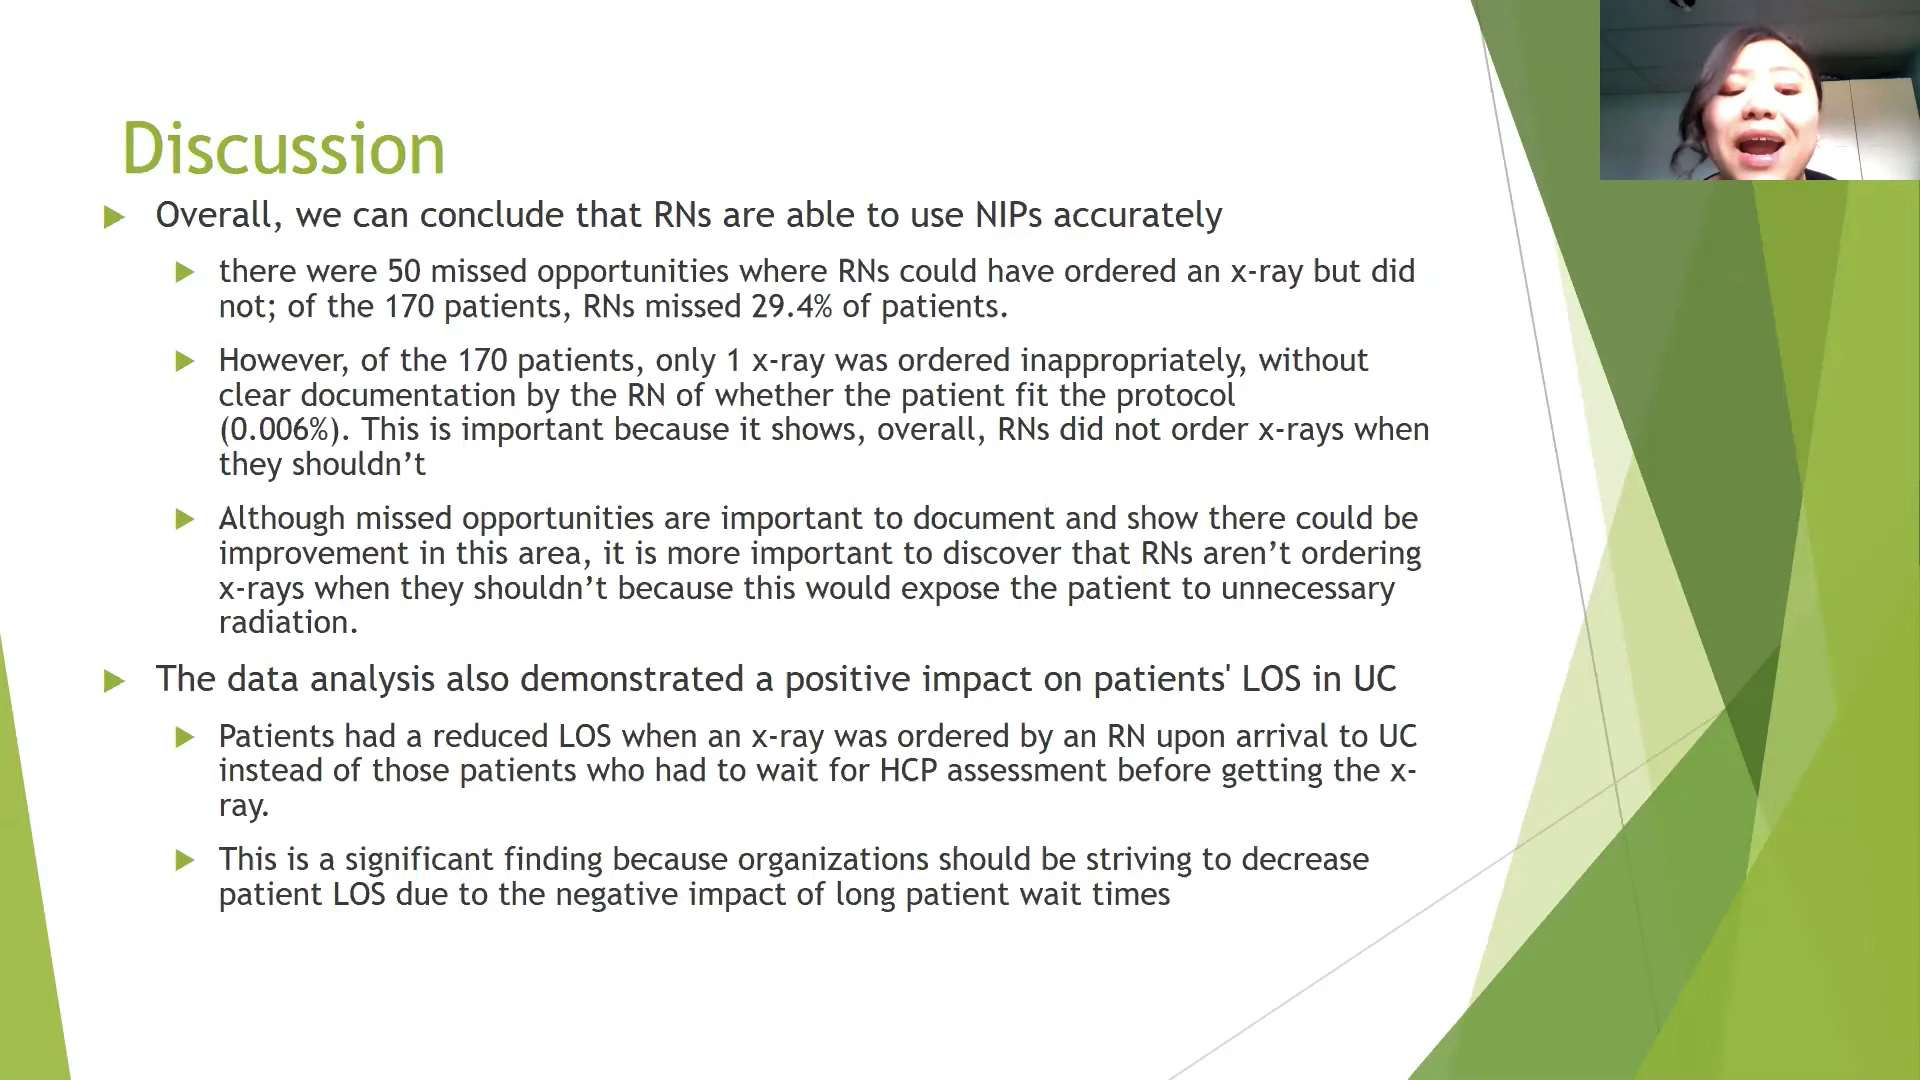 Discussion
Overall, we can conclude that RNs are able to use NIPs accurately
there were 50 missed opportunities where RNs could have ordered an x-ray but did
not; of the 170 patients, RNs missed 29.4% of patients.
However, of the 170 patients, only 1 x-ray was ordered inappropriately, without
clear documentation by the RN of whether the patient fit the protocol
(0.006%). This is important because it shows, overall, RNs did not order x-rays when
they shouldn’t
Although missed opportunities are important to document and show there could be
improvement in this area, it is more important to discover that RNs aren’t ordering
x-rays when they shouldn’t because this would expose the patient to unnecessary
radiation.
The data analysis also demonstrated a positive impact on patients' LOS in UC
Patients had a reduced LOS when an x-ray was ordered by an RN upon arrival to UC
instead of those patients who had to wait for HCP assessment before getting the x-
ray.
This is a significant finding because organizations should be striving to decrease
patient LOS due to the negative impact of long patient wait times